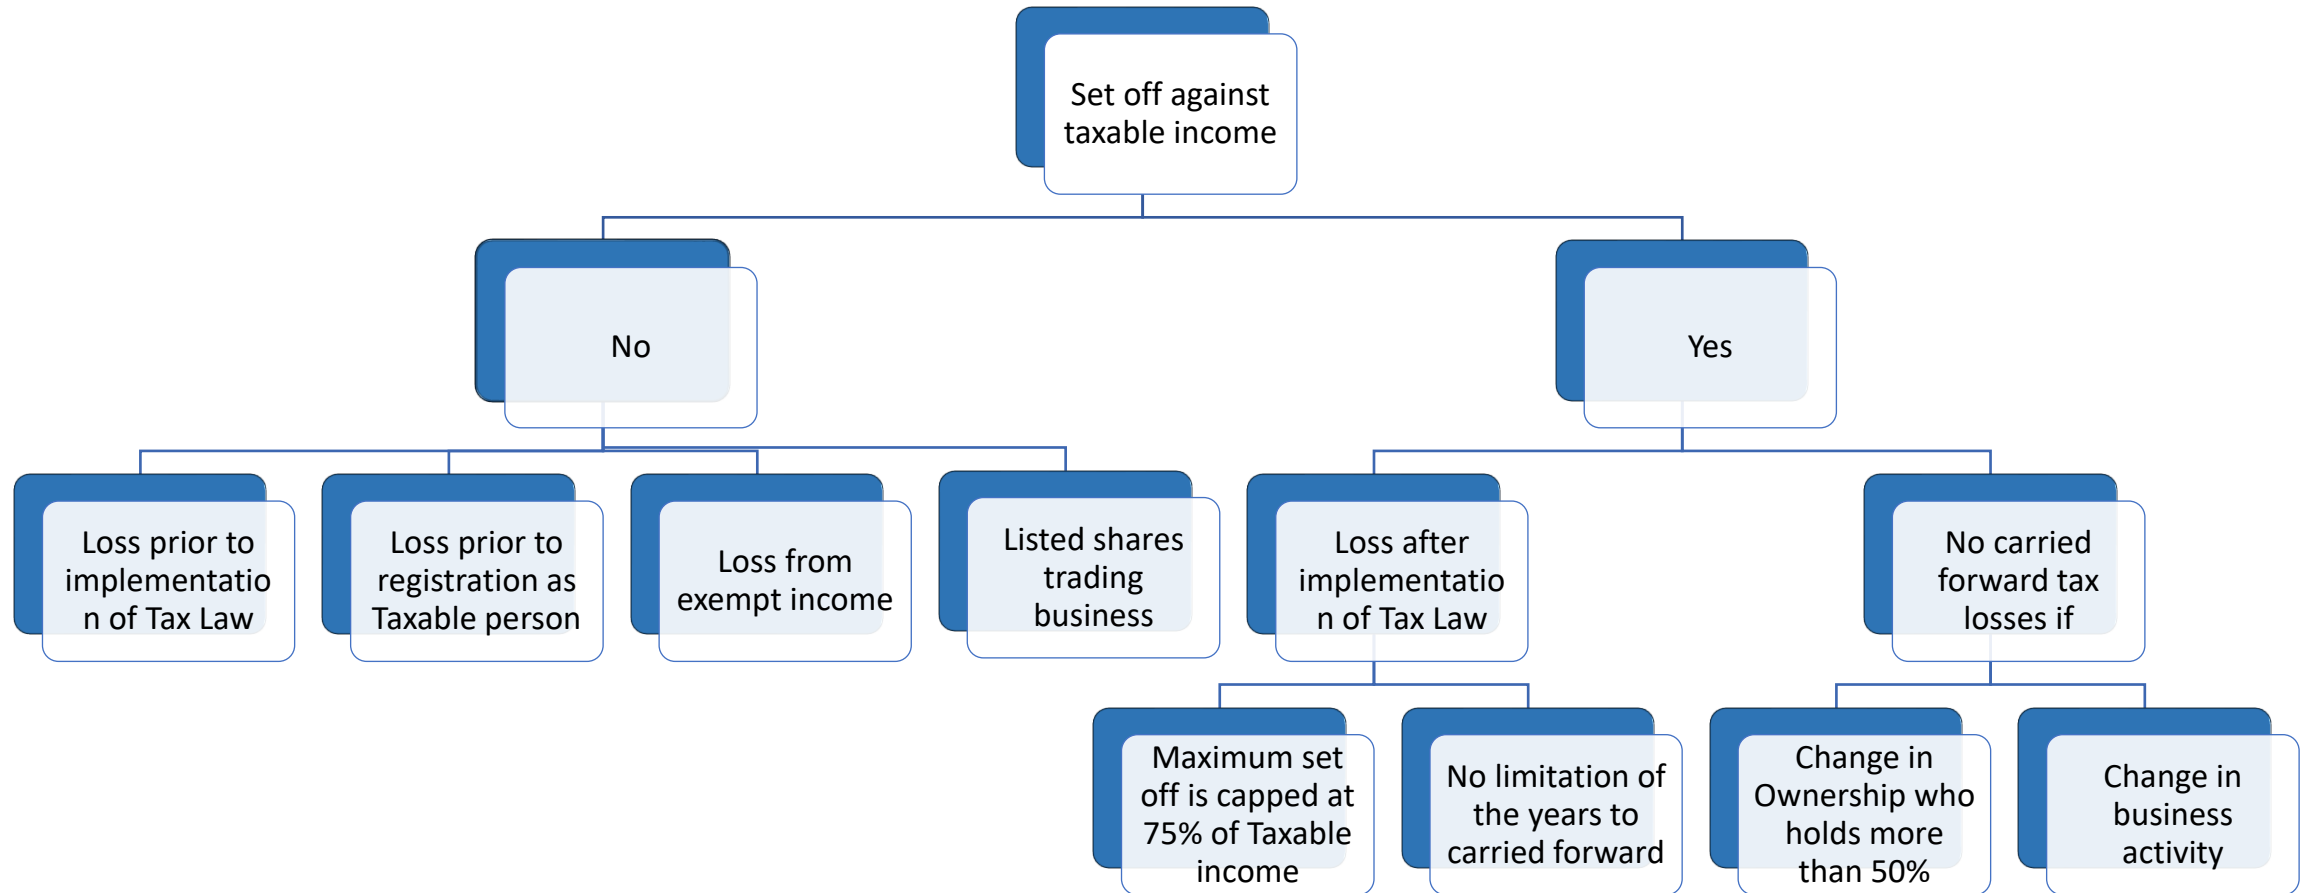 Set off against
taxable income
No
Yes
Loss prior to
implementatio
n of Tax Law
Loss prior to
registration as
Taxable person
Loss from
exempt income
Listed shares
trading
business
Loss after
implementatio
n of Tax Law
No carried
forward tax
losses if
Maximum set
off is capped at
75% of Taxable
income
No limitation of
the years to
carried forward
Change in
Ownership who
holds more
than 50%
Change in
business
activity